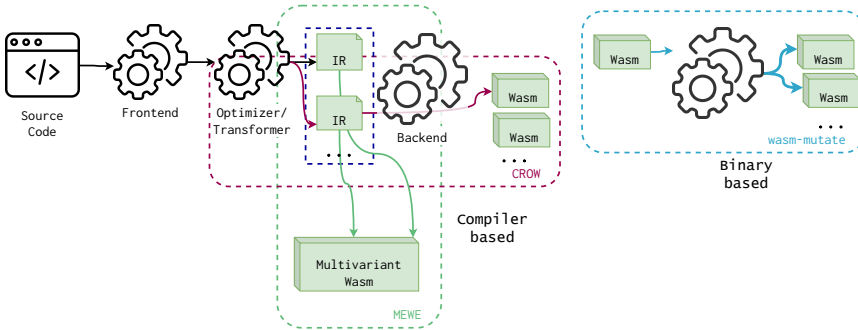 Source
Code
Frontend
Optimizer/
Transformer
IR
IR
...
Backend
Wasm
Wasm
...
CROW
Multivariant
Wasm
MEWE
Compiler
based
Wasm
Wasm
Wasm
...
wasm-mutate
Binary
based